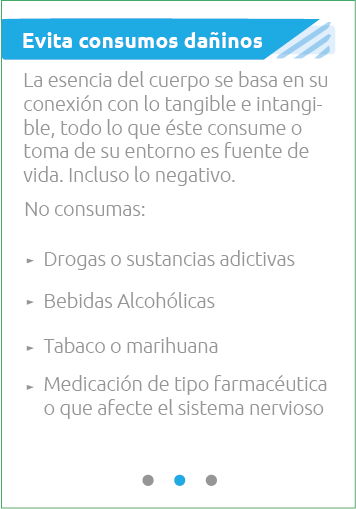 Evita consumos dañinos
La esencia del cuerpo se basa en su
conexión con lo tangible e intangi-
ble, todo lo que éste consume o
toma de su entorno es fuente de
vida. Incluso lo negativo.
No consumas:
► Drogas o sustancias adictivas
► Bebidas Alcohólicas
► Tabaco o marihuana
► Medicación de tipo farmacéutica
o que afecte el sistema nervioso